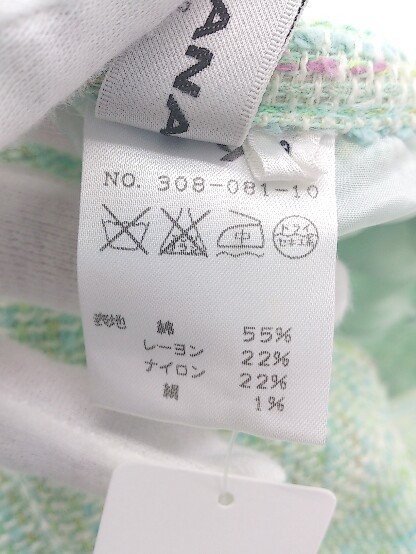 ANA
NO. 308-081-10
中
ドライ
セキユ系
表地 綿 55%
レーヨン 22%
ナイロン 22%
絹 1%